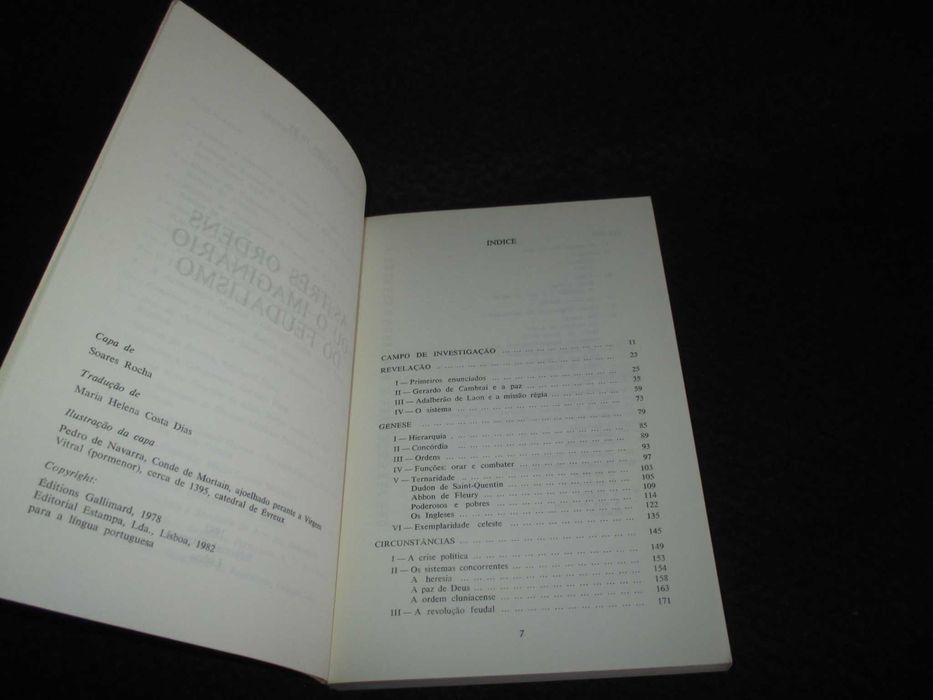 AS TRÊS ORDENS
OU O IMAGINÁRIO
DO FEUDALISMO
Capa de
Soares Rocha
Tradução de
Maria Helena Costa Dias
Ilustração da capa
Pedro de Navarra, Conde de Mortain, ajoelhado perante a Virgem
Vitral (pormenor), cerca de 1395, catedral de Évreux
Copyright:
Éditions Gallimard, 1978
Editorial Estampa, Lda., Lisboa, 1982
para a língua portuguesa
ÍNDICE
CAMPO DE INVESTIGAÇÃO ... 11
REVELAÇÃO ... 23
I — Primeiros enunciados ... 25
II — Gerardo de Cambrai e a paz ... 35
III — Adalberão de Laon e a missão régia ... 59
IV — O sistema ... 73
GÉNESE ... 79
I — Hierarquia ... 85
II — Concórdia ... 89
III — Ordens ... 93
IV — Funções: orar e combater ... 97
V — Ternaridade ... 103
Dudon de Saint-Quentin ... 105
Abbon de Fleury ... 109
Poderosos e pobres ... 114
Os Ingleses ... 122
VI — Exemplaridade celeste ... 135
CIRCUNSTÂNCIAS ... 145
I — A crise política ... 149
II — Os sistemas concorrentes ... 153
A heresia ... 154
A paz de Deus ... 158
A ordem cluniacense ... 163
III — A revolução feudal ... 171
7